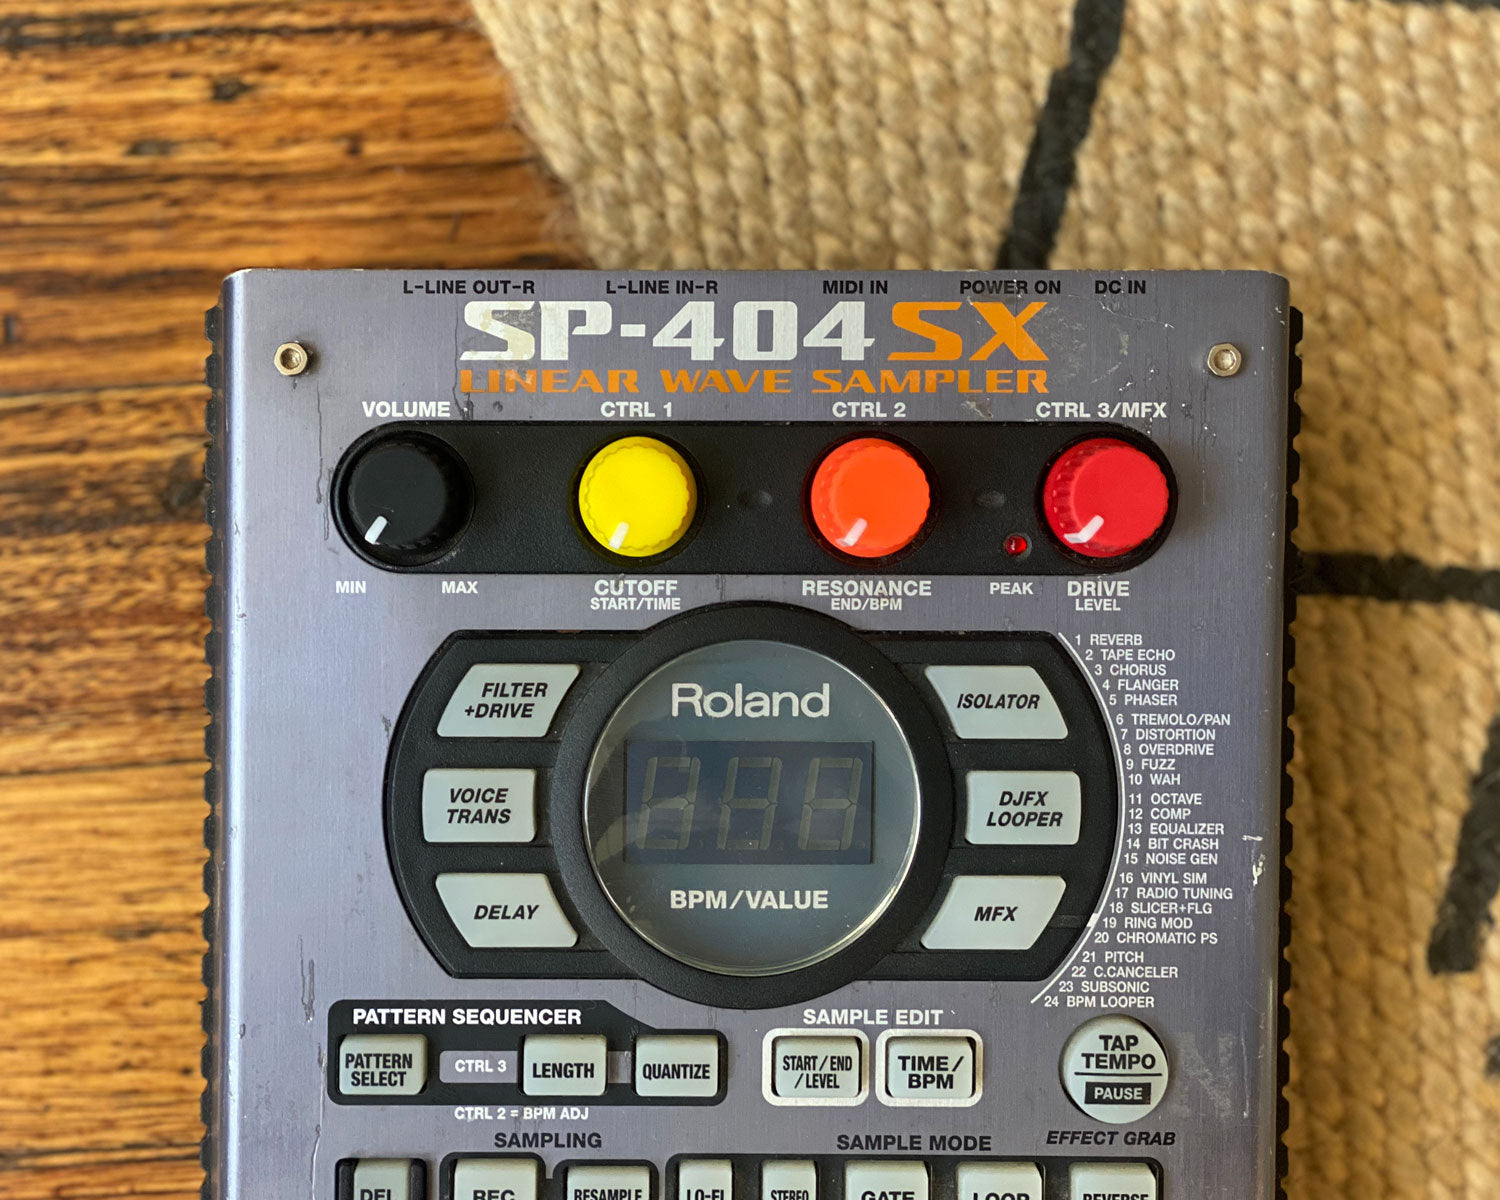 L-LINE OUT-R
L-LINE IN-R
MIDI IN
POWER ON
DC IN
SP-404SX
LINEAR WAVE SAMPLER
VOLUME
CTRL 1
CTRL 2
CTRL 3/MFX
MIN
MAX
CUTOFF
START/TIME
RESONANCE
END/BPM
PEAK
DRIVE
LEVEL
FILTER
+DRIVE
VOICE
TRANS
DELAY
Roland
BPM/VALUE
ISOLATOR
DJFX
LOOPER
MFX
1 REVERB
2 TAPE ECHO
3 CHORUS
4 FLANGER
5 PHASER
6 TREMOLO/PAN
7 DISTORTION
8 OVERDRIVE
9 FUZZ
10 WAH
11 OCTAVE
12 COMP
13 EQUALIZER
14 BIT CRASH
15 NOISE GEN
16 VINYL SIM
17 RADIO TUNING
18 SLICER+FLG
19 RING MOD
20 CHROMATIC PS
21 PITCH
22 C.CANCELER
23 SUBSONIC
24 BPM LOOPER
PATTERN SEQUENCER
PATTERN
SELECT
CTRL 3
LENGTH
QUANTIZE
CTRL 2 = BPM ADJ
SAMPLE EDIT
START/END
/LEVEL
TIME/
BPM
TAP
TEMPO
PAUSE
EFFECT GRAB
SAMPLING
SAMPLE MODE
DEL
REC
RESAMPLE
LO-FI
STEREO
GATE
LOOP
REVERSE